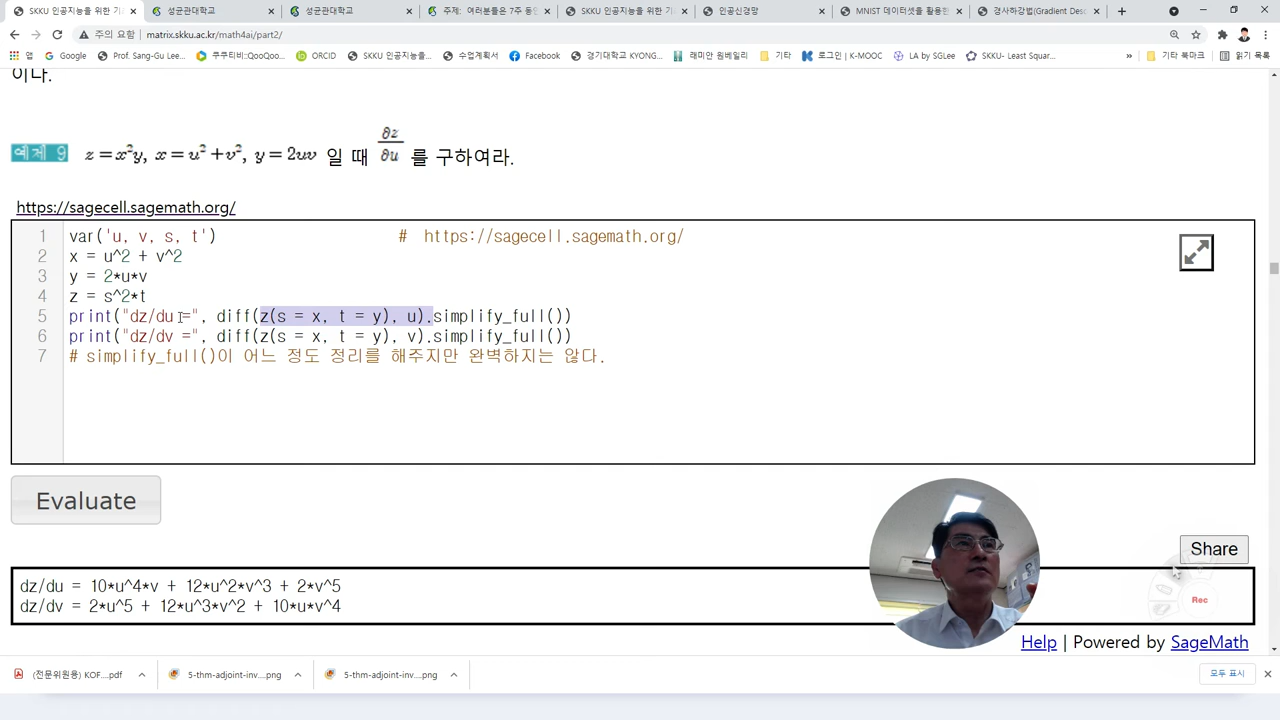 SKKU 인공지능을 위한 기
성균관대학교
성균관대학교
주제: 여러분들은 7주 동안
SKKU 인공지능을 위한 기
인공신경망
MNIST 데이터셋을 활용한
경사하강법(Gradient Desc
주의 요함 | matrix.skku.ac.kr/math4ai/part2/
앱 Google Prof. Sang-Gu Lee... 쿠쿠티비::QooQoo... ORCID SKKU 인공지능을... 수업계획서 Facebook 경기대학교 KYONG... 래미안 원베일리 기타 로그인 | K-MOOC LA by SGLee SKKU- Least Squar... » 기타 북마크 읽기 목록
이다.
예제 9 z = x²y, x = u² + v², y = 2uv 일 때 ∂z/∂u 를 구하여라.
https://sagecell.sagemath.org/
1 var('u, v, s, t') # https://sagecell.sagemath.org/
2 x = u^2 + v^2
3 y = 2*u*v
4 z = s^2*t
5 print("dz/du =", diff(z(s = x, t = y), u).simplify_full())
6 print("dz/dv =", diff(z(s = x, t = y), v).simplify_full())
7 # simplify_full()이 어느 정도 정리를 해주지만 완벽하지는 않다.
Evaluate
Share
Rec
dz/du = 10*u^4*v + 12*u^2*v^3 + 2*v^5
dz/dv = 2*u^5 + 12*u^3*v^2 + 10*u*v^4
Help | Powered by SageMath
(전문위원용) KOF....pdf
5-thm-adjoint-inv....png
5-thm-adjoint-inv....png
모두 표시